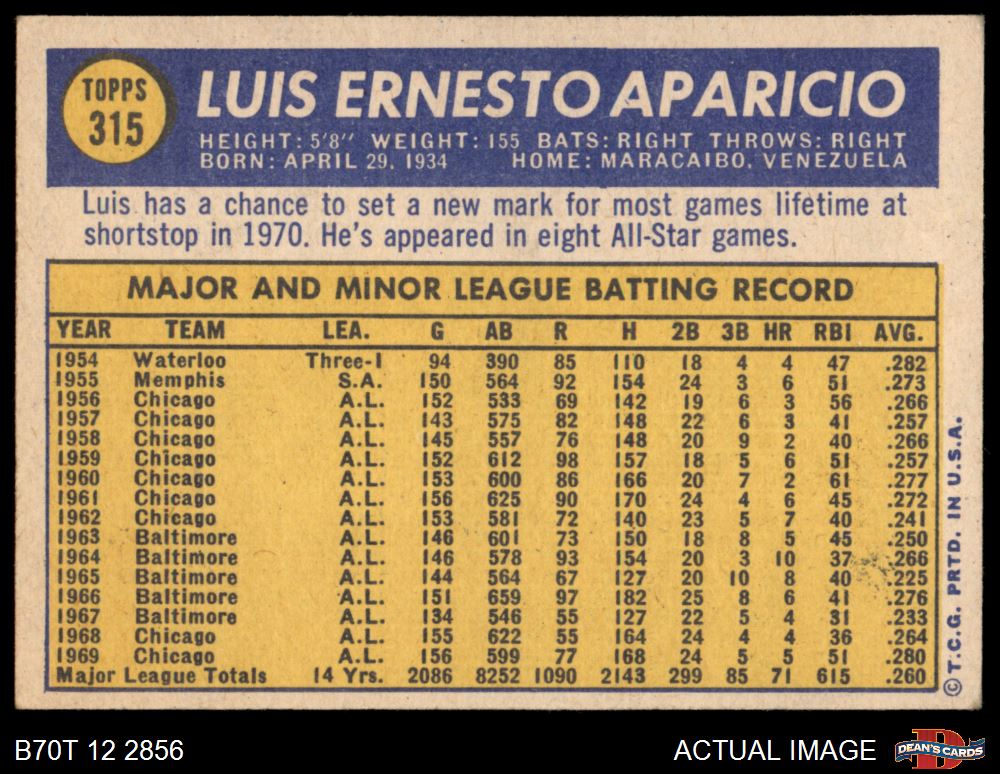 TOPPS
315
LUIS ERNESTO APARICIO
HEIGHT: 5'8" WEIGHT: 155 BATS: RIGHT THROWS: RIGHT
BORN: APRIL 29, 1934 HOME: MARACAIBO, VENEZUELA
Luis has a chance to set a new mark for most games lifetime at
shortstop in 1970. He's appeared in eight All-Star games.
MAJOR AND MINOR LEAGUE BATTING RECORD
YEAR TEAM LEA. G AB R H 2B 3B HR RBI AVG.
1954 Waterloo Three-I 94 390 85 110 18 4 4 47 .282
1955 Memphis S.A. 150 564 92 154 24 3 6 51 .273
1956 Chicago A.L. 152 533 69 142 19 6 3 56 .266
1957 Chicago A.L. 143 575 82 148 22 6 3 41 .257
1958 Chicago A.L. 145 557 76 148 20 9 2 40 .266
1959 Chicago A.L. 152 612 98 157 18 5 6 51 .257
1960 Chicago A.L. 153 600 86 166 20 7 2 61 .277
1961 Chicago A.L. 156 625 90 170 24 4 6 45 .272
1962 Chicago A.L. 153 581 72 140 23 5 7 40 .241
1963 Baltimore A.L. 146 601 73 150 18 8 5 45 .250
1964 Baltimore A.L. 146 578 93 154 20 3 10 37 .266
1965 Baltimore A.L. 144 564 67 127 20 10 8 40 .225
1966 Baltimore A.L. 151 659 97 182 25 8 6 41 .276
1967 Baltimore A.L. 134 546 55 127 22 5 4 31 .233
1968 Chicago A.L. 155 622 55 164 24 4 4 36 .264
1969 Chicago A.L. 156 599 77 168 24 5 5 51 .280
Major League Totals 14 Yrs. 2086 8252 1090 2143 299 85 71 615 .260
© T.C.G. PRTD. IN U.S.A.
B70T 12 2856
ACTUAL IMAGE
D
DEAN'S CARDS